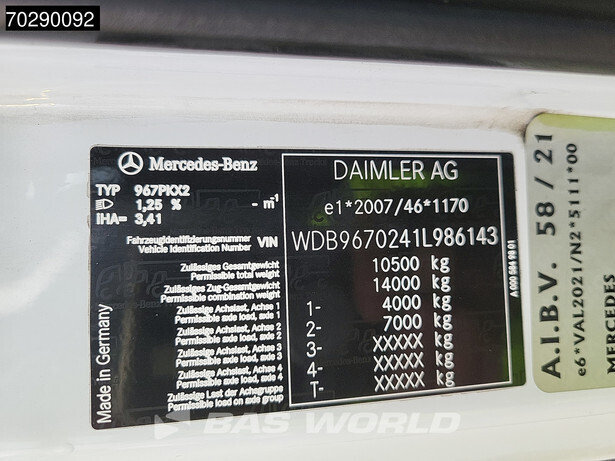 70290092
Mercedes-Benz
TYP 967PKX2
1,25 % - m⁻¹
IHA= 3,41
Fahrzeugidentifizierungsnummer
Vehicle Identification Number VIN
Zulässiges Gesamtgewicht
Permissible total weight
Zulässiges Zug-Gesamtgewicht
Permissible combination weight
Zulässige Achslast, Achse 1
Permissible axle load, axle 1
Zulässige Achslast, Achse 2
Permissible axle load, axle 2
Zulässige Achslast, Achse 3
Permissible axle load, axle 3
Zulässige Achslast, Achse 4
Permissible axle load, axle 4
Zulässige Last der Achsgruppe
Permissible load on axle group
Made in Germany
DAIMLER AG
e1*2007/46*1170
WDB9670241L986143
10500 kg
14000 kg
1- 4000 kg
2- 7000 kg
3- XXXXX kg
4- XXXXX kg
T- XXXXX kg
A 000 584 98 01
A.I.B.V. 58 / 21
e6*VAL2021/N2*5111*00
MERCEDES
BAS WORLD